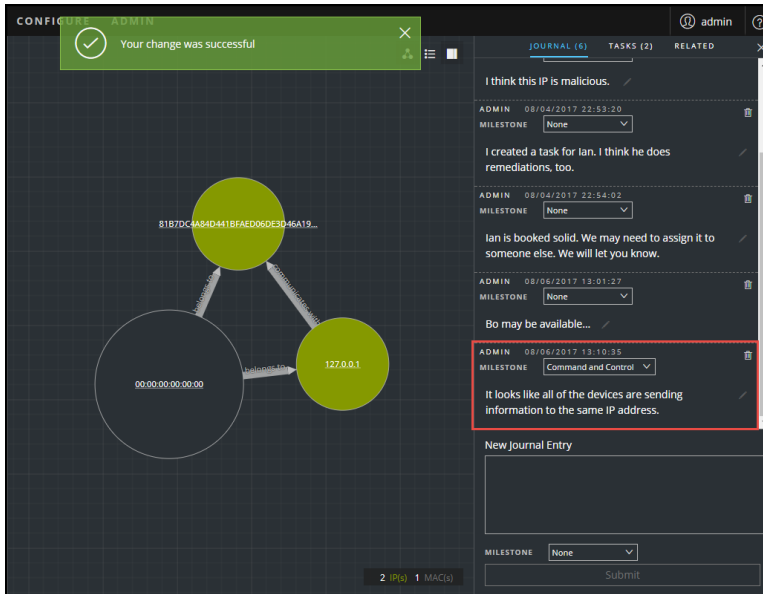 CONFIGURE ADMIN
admin
Your change was successful
JOURNAL (6) TASKS (2) RELATED
I think this IP is malicious.
ADMIN 08/04/2017 22:53:20
MILESTONE None
I created a task for Ian. I think he does
remediations, too.
ADMIN 08/04/2017 22:54:02
MILESTONE None
Ian is booked solid. We may need to assign it to
someone else. We will let you know.
ADMIN 08/06/2017 13:01:27
MILESTONE None
Bo may be available...
ADMIN 08/06/2017 13:10:35
MILESTONE Command and Control
It looks like all of the devices are sending
information to the same IP address.
New Journal Entry
MILESTONE None
Submit
81B7DC4A84D441BFAED06DE3D46A19...
belongs to
communicates with
127.0.0.1
belongs to
00:00:00:00:00:00
2 IP(s) 1 MAC(s)